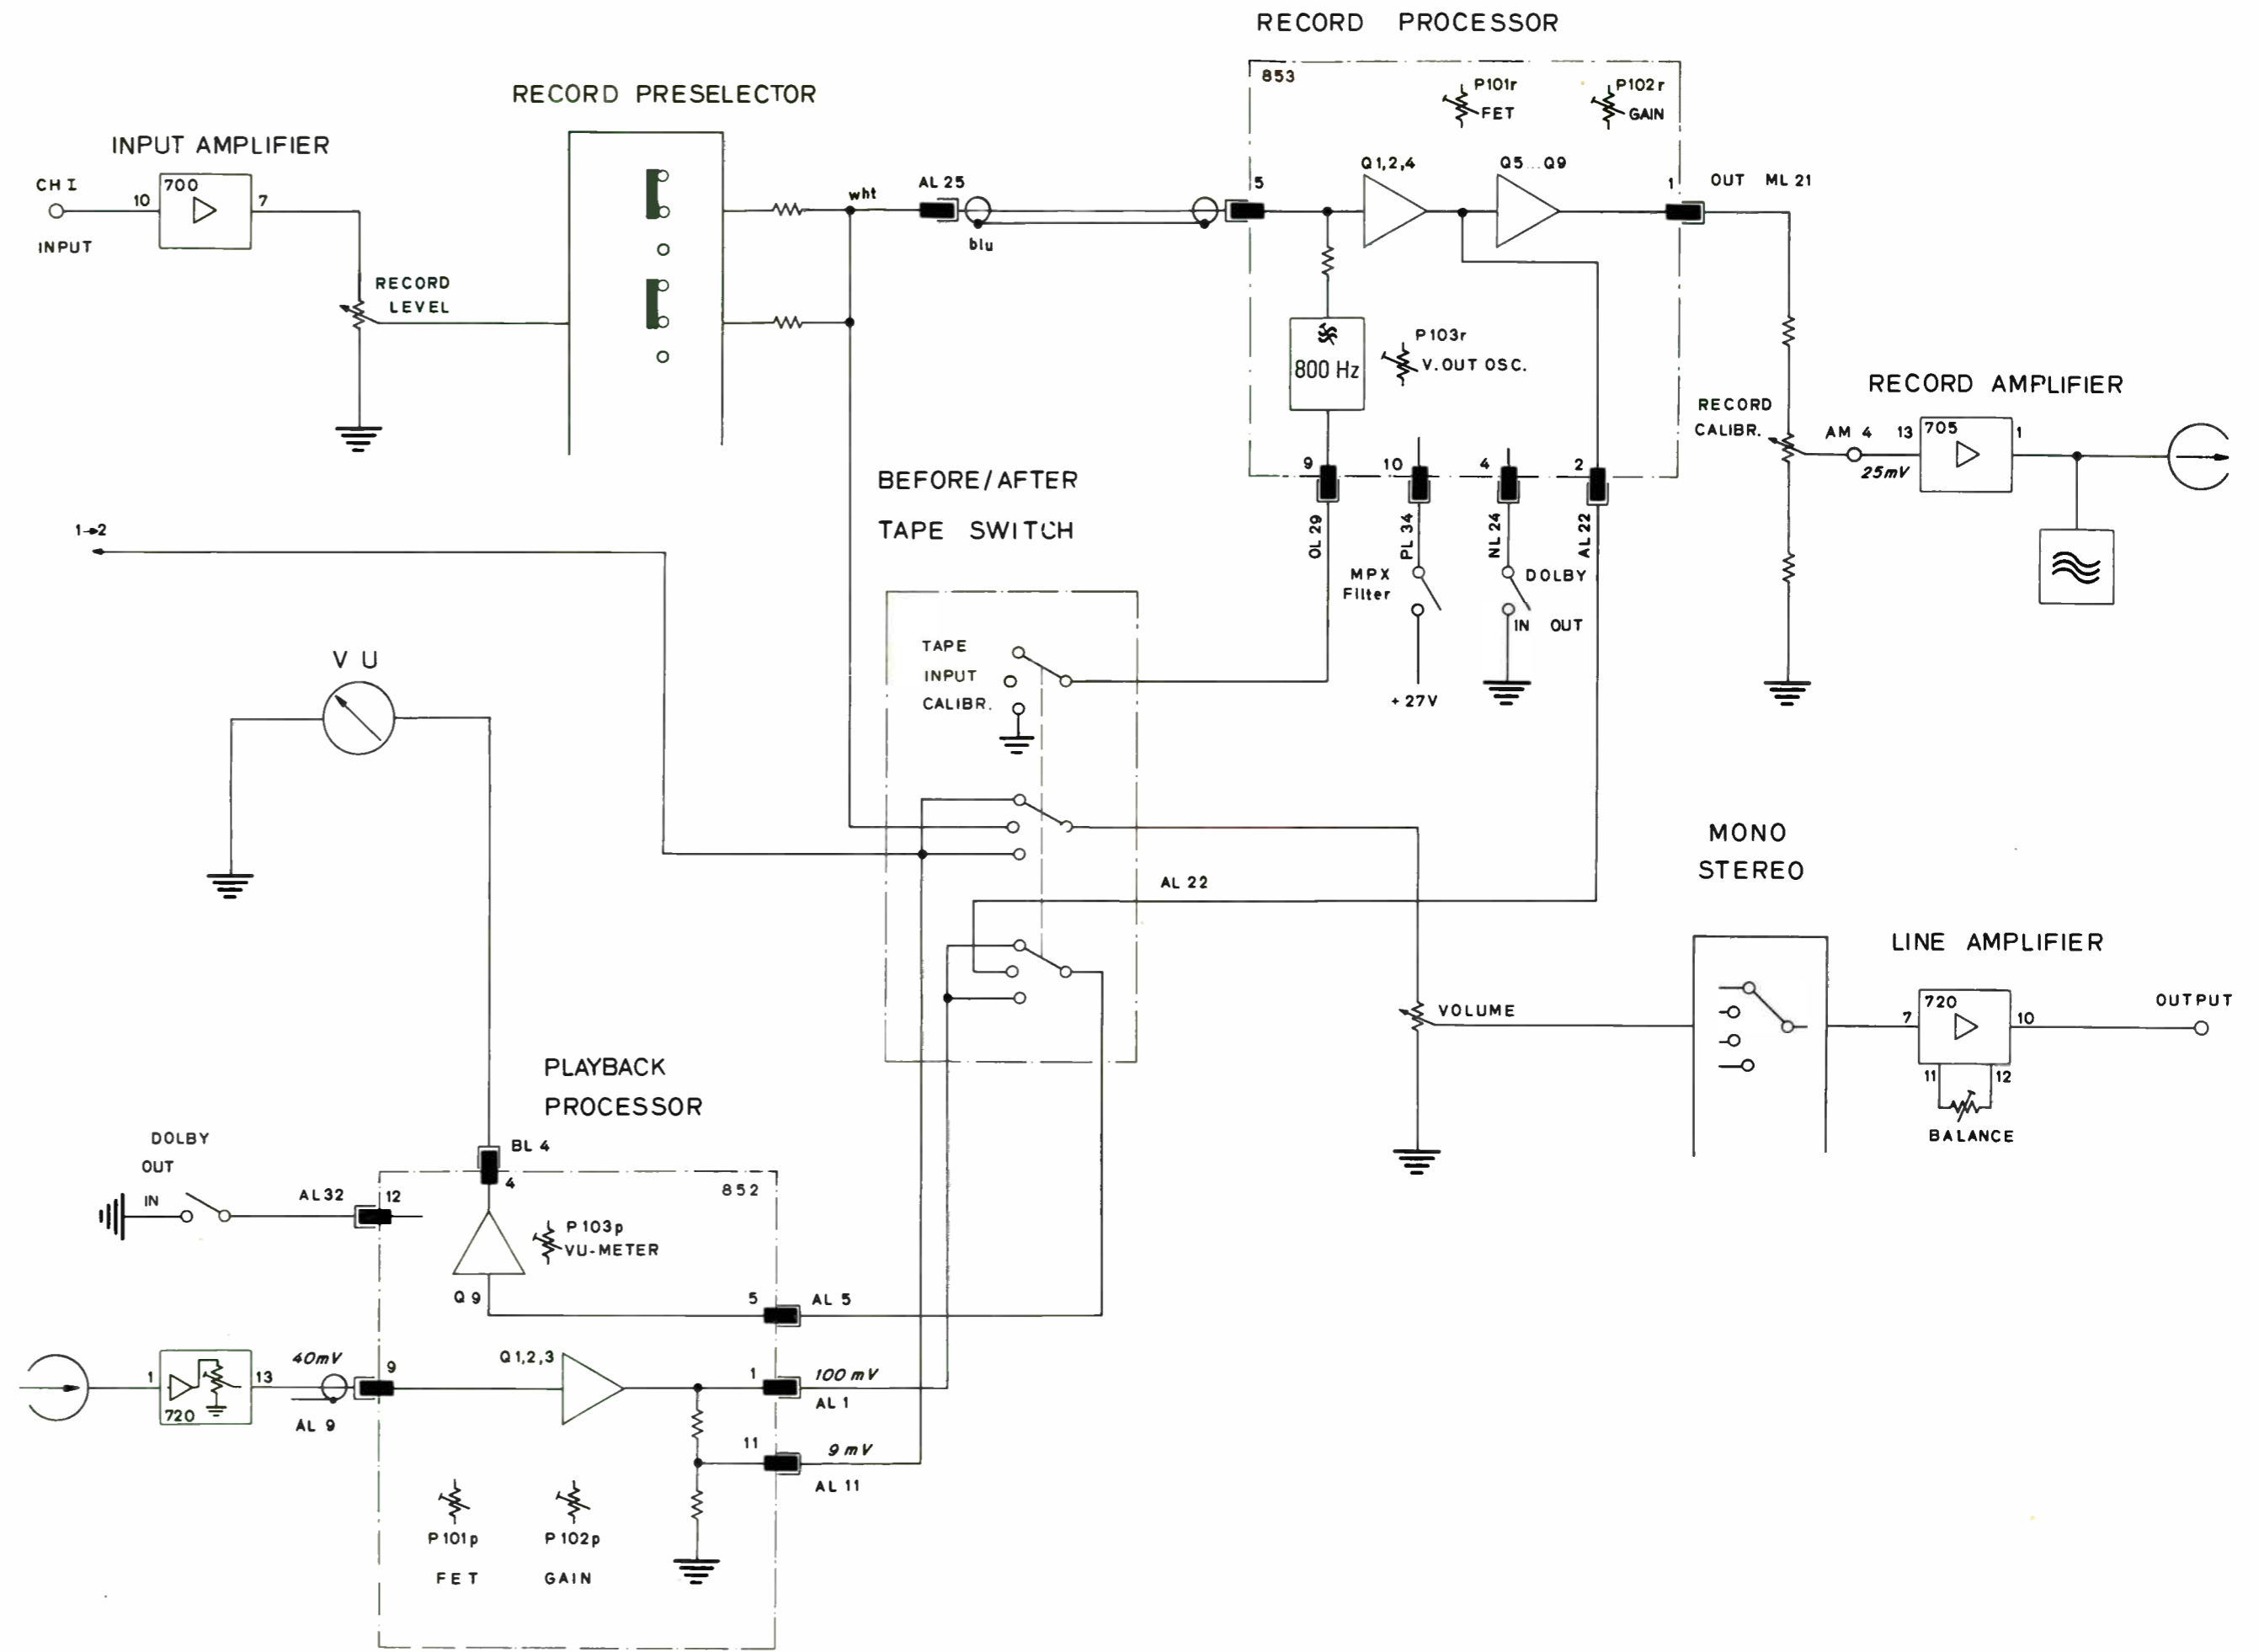 RECORD PROCESSOR
853
P101r
FET
P102r
GAIN
RECORD PRESELECTOR
INPUT AMPLIFIER
CH I
INPUT
10
700
7
RECORD
LEVEL
wht
AL 25
blu
5
Q1,2,4
Q5...Q9
1
OUT ML 21
800 Hz
P103r
V.OUT OSC.
9
10
4
2
OL 29
PL 34
NL 24
AL 22
MPX
Filter
+27V
DOLBY
IN OUT
RECORD
CALIBR.
RECORD AMPLIFIER
AM 4
25mV
13
705
1
BEFORE/AFTER
TAPE SWITCH
1→2
TAPE
INPUT
CALIBR.
VU
AL 22
MONO
STEREO
VOLUME
LINE AMPLIFIER
7
720
10
OUTPUT
11
12
BALANCE
PLAYBACK
PROCESSOR
DOLBY
OUT
IN
AL32
12
BL 4
4
852
P103p
VU-METER
Q9
5
AL 5
1
720
13
40mV
AL 9
9
Q1,2,3
1
100 mV
AL 1
11
9 mV
AL 11
P101p
FET
P102p
GAIN